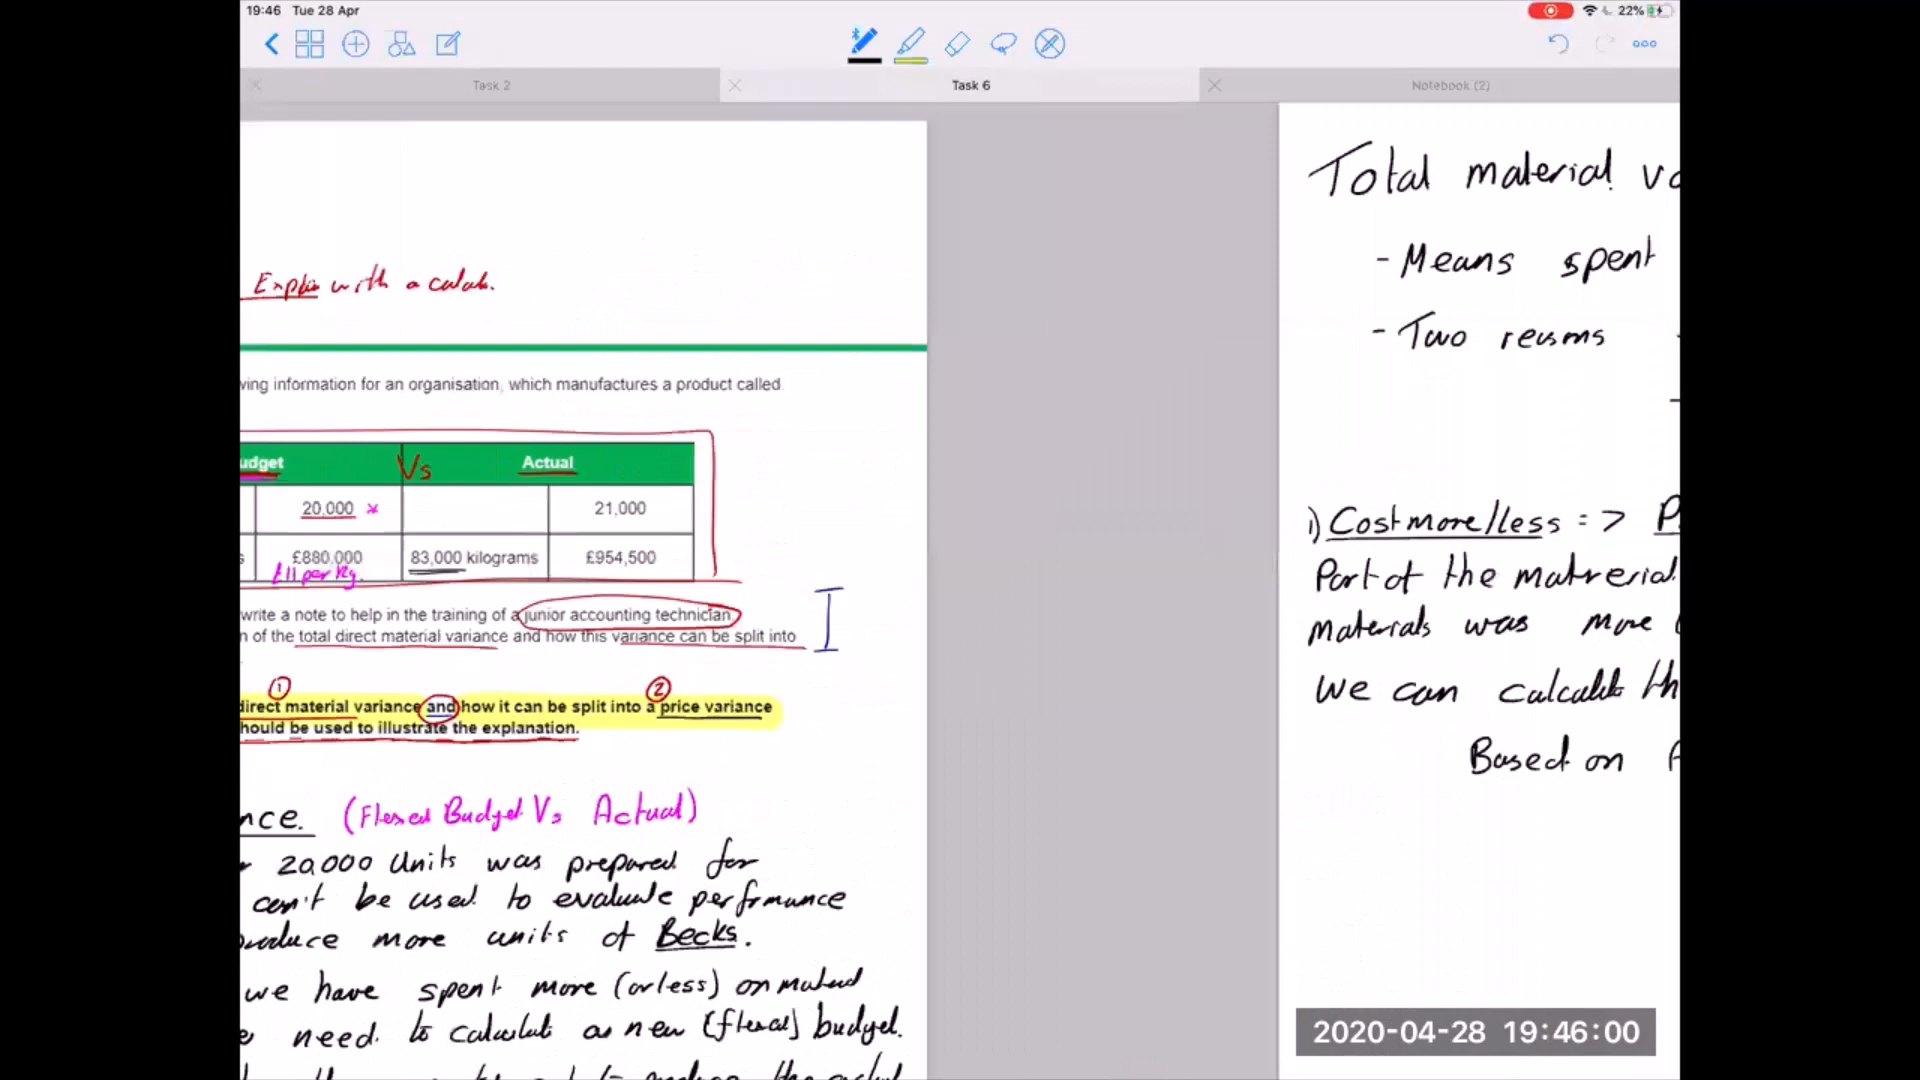 19:46 Tue 28 Apr
22%
Task 2
Task 6
Notebook (2)
Explain with a calculn.
ving information for an organisation, which manufactures a product called
udget Vs Actual
20,000 * 21,000
s £880,000 83,000 kilograms £954,500
£11 per kg.
write a note to help in the training of a junior accounting technician
n of the total direct material variance and how this variance can be split into
1 2
direct material variance and how it can be split into a price variance
hould be used to illustrate the explanation.
nce. (Flexed Budget Vs Actual)
20,000 Units was prepared for
can't be used to evaluate performance
oduce more units of Becks.
we have spent more (or less) on material
need to calculate a new (flexed) budget.
Total material va
- Means spent
- Two reasons
i) Cost more/less => P
Part of the material
materials was more
We can calculate th
Based on A
2020-04-28 19:46:00